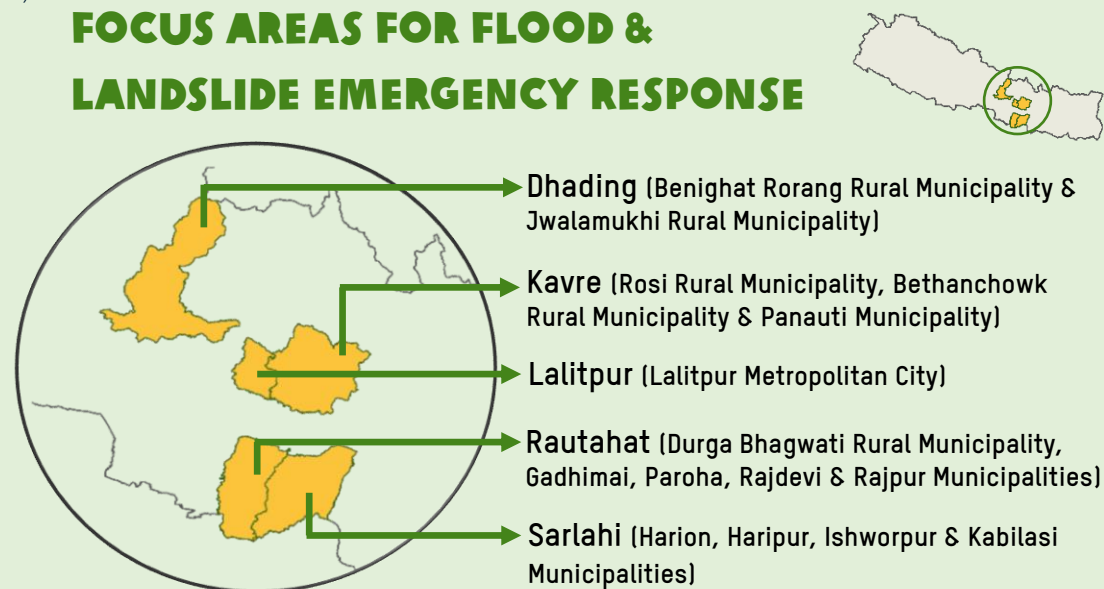 FOCUS AREAS FOR FLOOD &
LANDSLIDE EMERGENCY RESPONSE
Dhading (Benighat Rorang Rural Municipality &
Jwalamukhi Rural Municipality)
Kavre (Rosi Rural Municipality, Bethanchowk
Rural Municipality & Panauti Municipality)
Lalitpur (Lalitpur Metropolitan City)
Rautahat (Durga Bhagwati Rural Municipality,
Gadhimai, Paroha, Rajdevi & Rajpur Municipalities)
Sarlahi (Harion, Haripur, Ishworpur & Kabilasi
Municipalities)